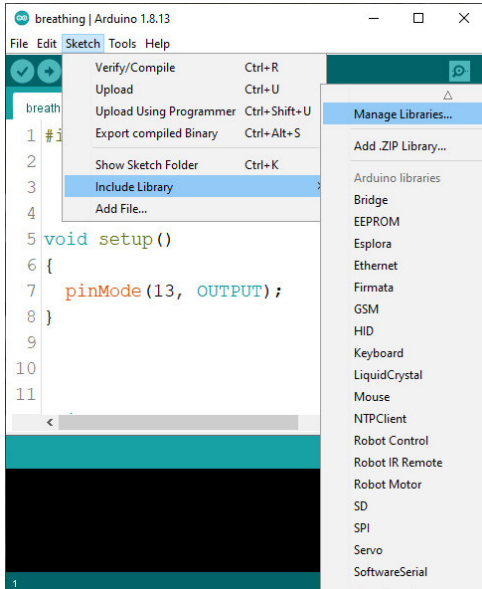 breathing | Arduino 1.8.13
File Edit Sketch Tools Help
Verify/Compile Ctrl+R
Upload Ctrl+U
Upload Using Programmer Ctrl+Shift+U
Export compiled Binary Ctrl+Alt+S
Show Sketch Folder Ctrl+K
Include Library
Add File...
Manage Libraries...
Add .ZIP Library...
Arduino libraries
Bridge
EEPROM
Esplora
Ethernet
Firmata
GSM
HID
Keyboard
LiquidCrystal
Mouse
NTPClient
Robot Control
Robot IR Remote
Robot Motor
SD
SPI
Servo
SoftwareSerial
breath
1 #i
2
3
4
5 void setup()
6 {
7 pinMode(13, OUTPUT);
8 }
9
10
11
1